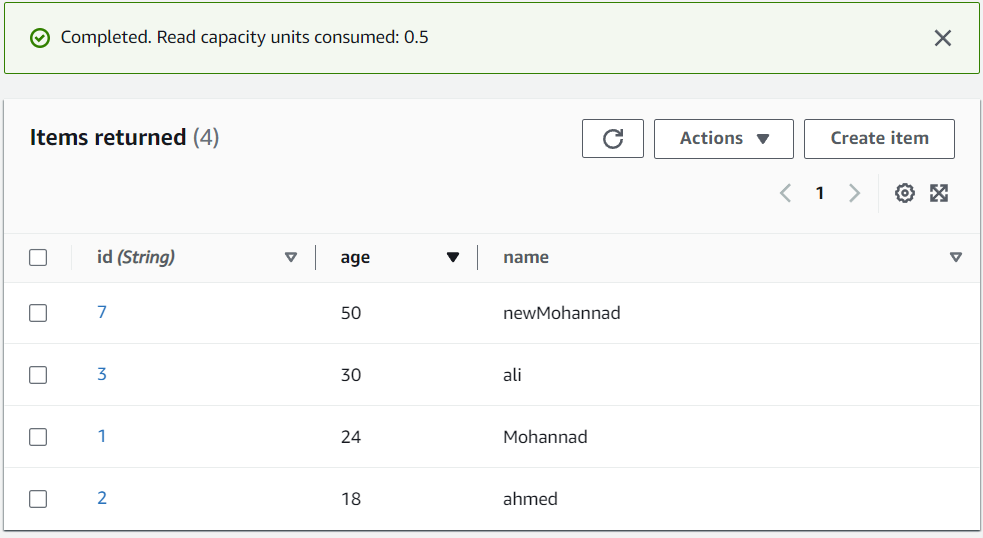 Completed. Read capacity units consumed: 0.5
Items returned (4)
Actions
Create item
1
id (String) age name
7 50 newMohannad
3 30 ali
1 24 Mohannad
2 18 ahmed